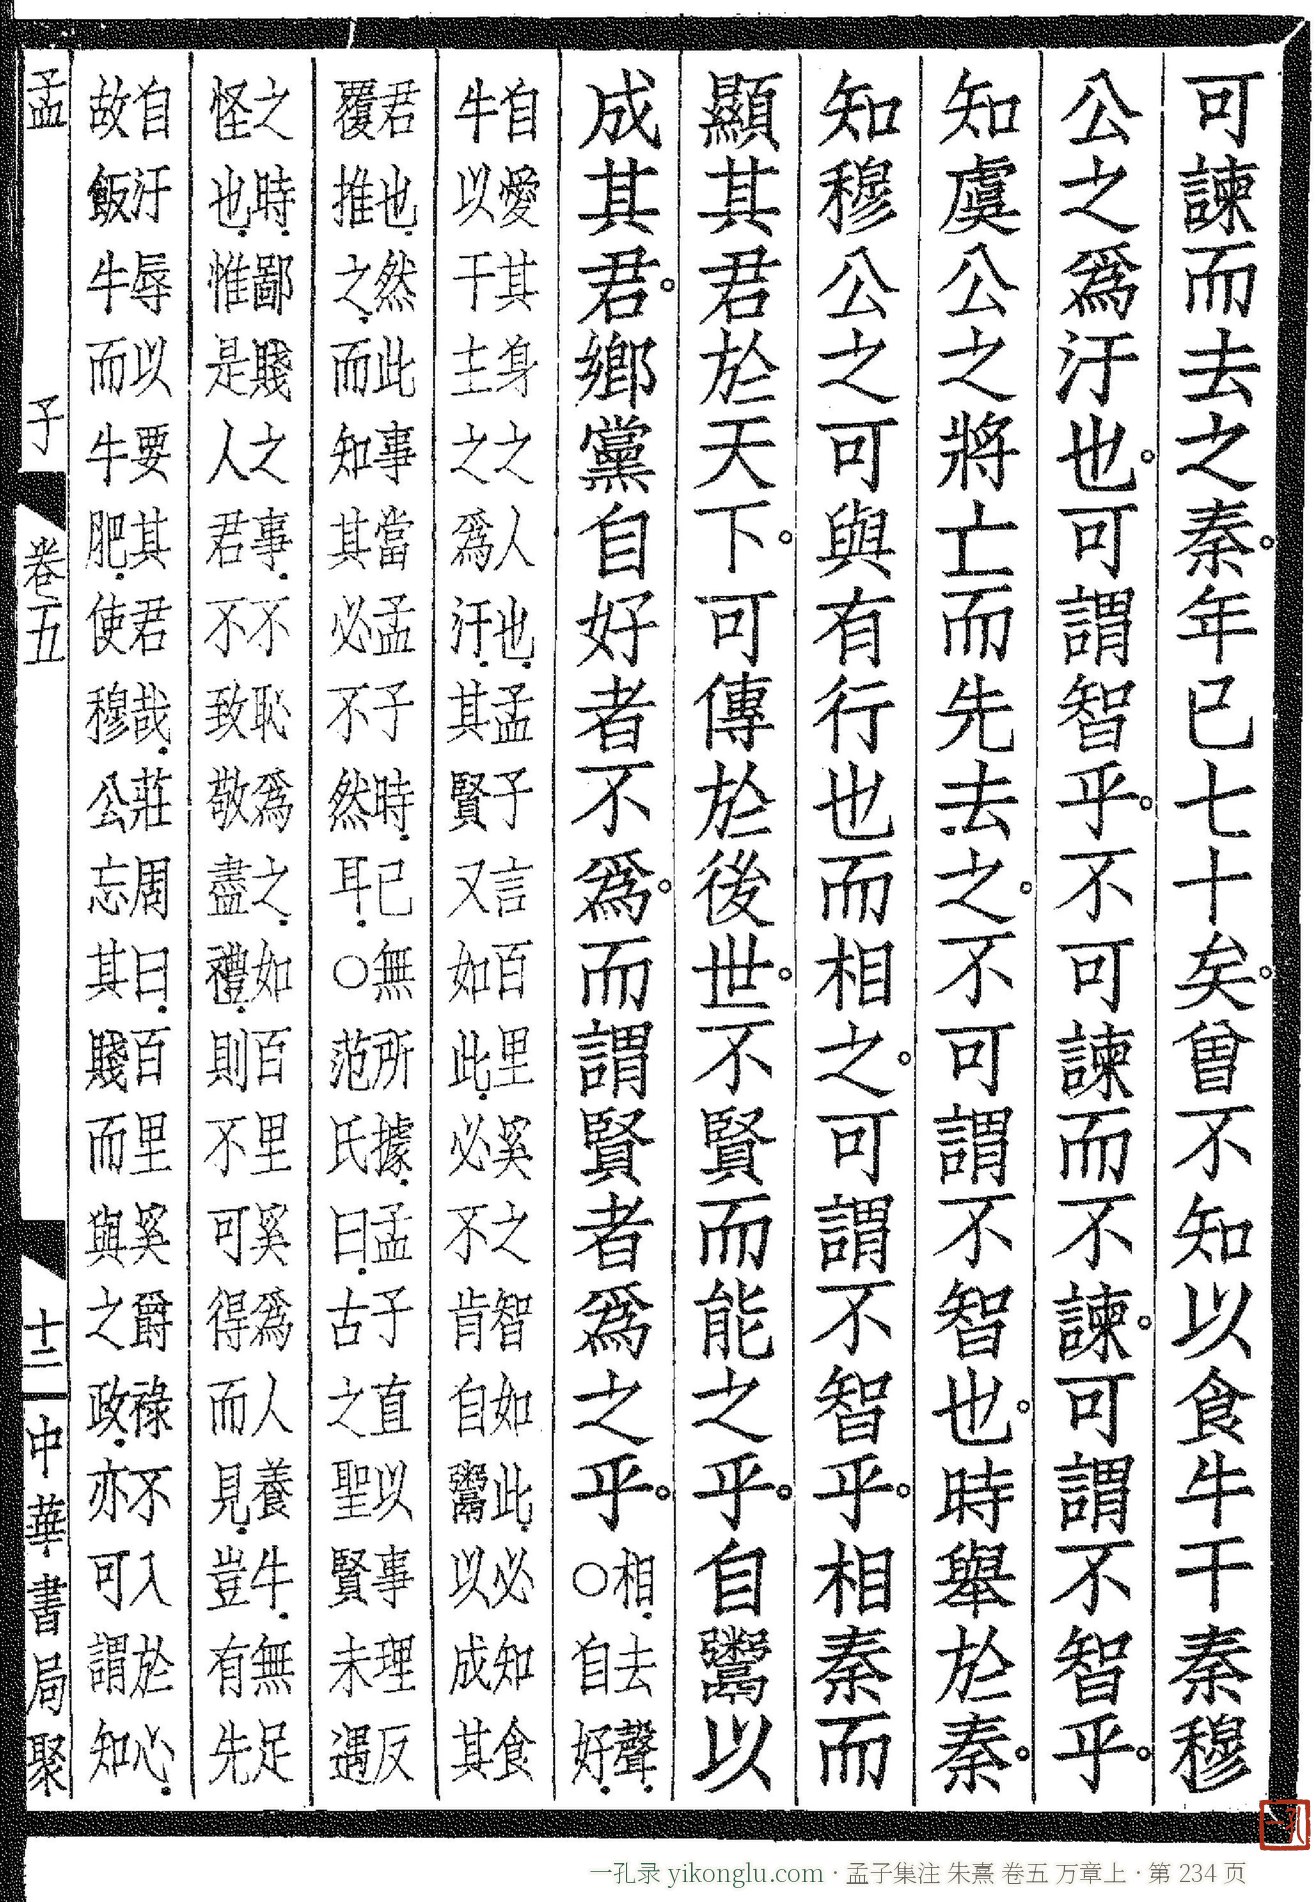 可諫而去之秦。年已七十矣。曾不知以食牛干秦穆
公之爲汙也。可謂智乎。不可諫而不諫。可謂不智乎。
知虞公之將亡而先去之。不可謂不智也。時舉於秦。
知穆公之可與有行也而相之。可謂不智乎。相秦而
顯其君於天下。可傳於後世。不賢而能之乎。自鬻以
成其君。鄉黨自好者不爲。而謂賢者爲之乎。
相。去聲。
○自好。
自愛其身之人也。孟子言百里奚之智如此。必知食
牛以干主之爲汙。其賢又如此。必不肯自鬻以成其
君也。然此事當孟子時。已無所據。孟子直以事理反
覆推之。而知其必不然耳。○范氏曰。古之聖賢未遇
之時。鄙賤之事。不恥爲之。如百里奚爲人養牛。無足
怪也。惟是人君不致敬盡禮。則不可得而見。豈有先
自汙辱以要其君哉。莊周曰。百里奚爵祿不入於心。
故飯牛而牛肥。使穆公忘其賤而與之政。亦可謂知
孟 子 卷五 十二 中華書局聚
一孔
一孔录 yikonglu.com · 孟子集注 朱熹 卷五 万章上 · 第 234 页